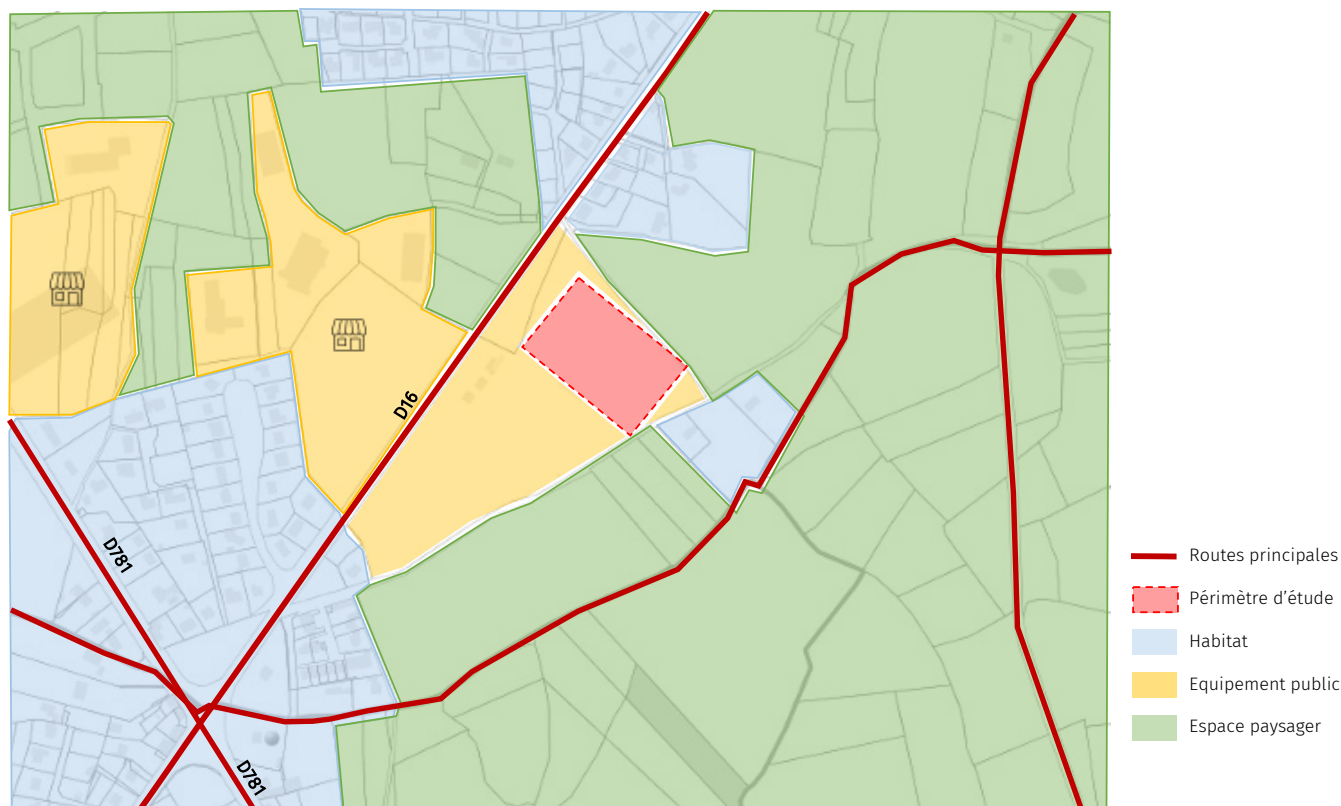 D16
D781
D781
Routes principales
Périmètre d'étude
Habitat
Equipement public
Espace paysager